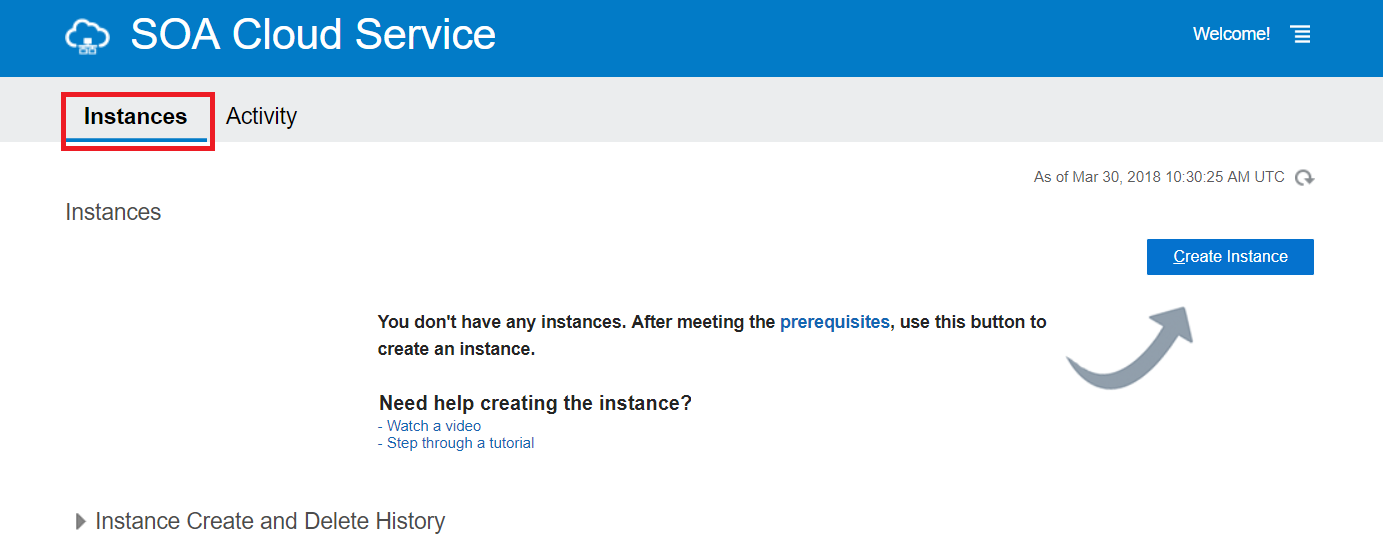 SOA Cloud Service
Welcome!
Instances
Activity
As of Mar 30, 2018 10:30:25 AM UTC
Instances
Create Instance
You don't have any instances. After meeting the prerequisites, use this button to
create an instance.
Need help creating the instance?
- Watch a video
- Step through a tutorial
Instance Create and Delete History